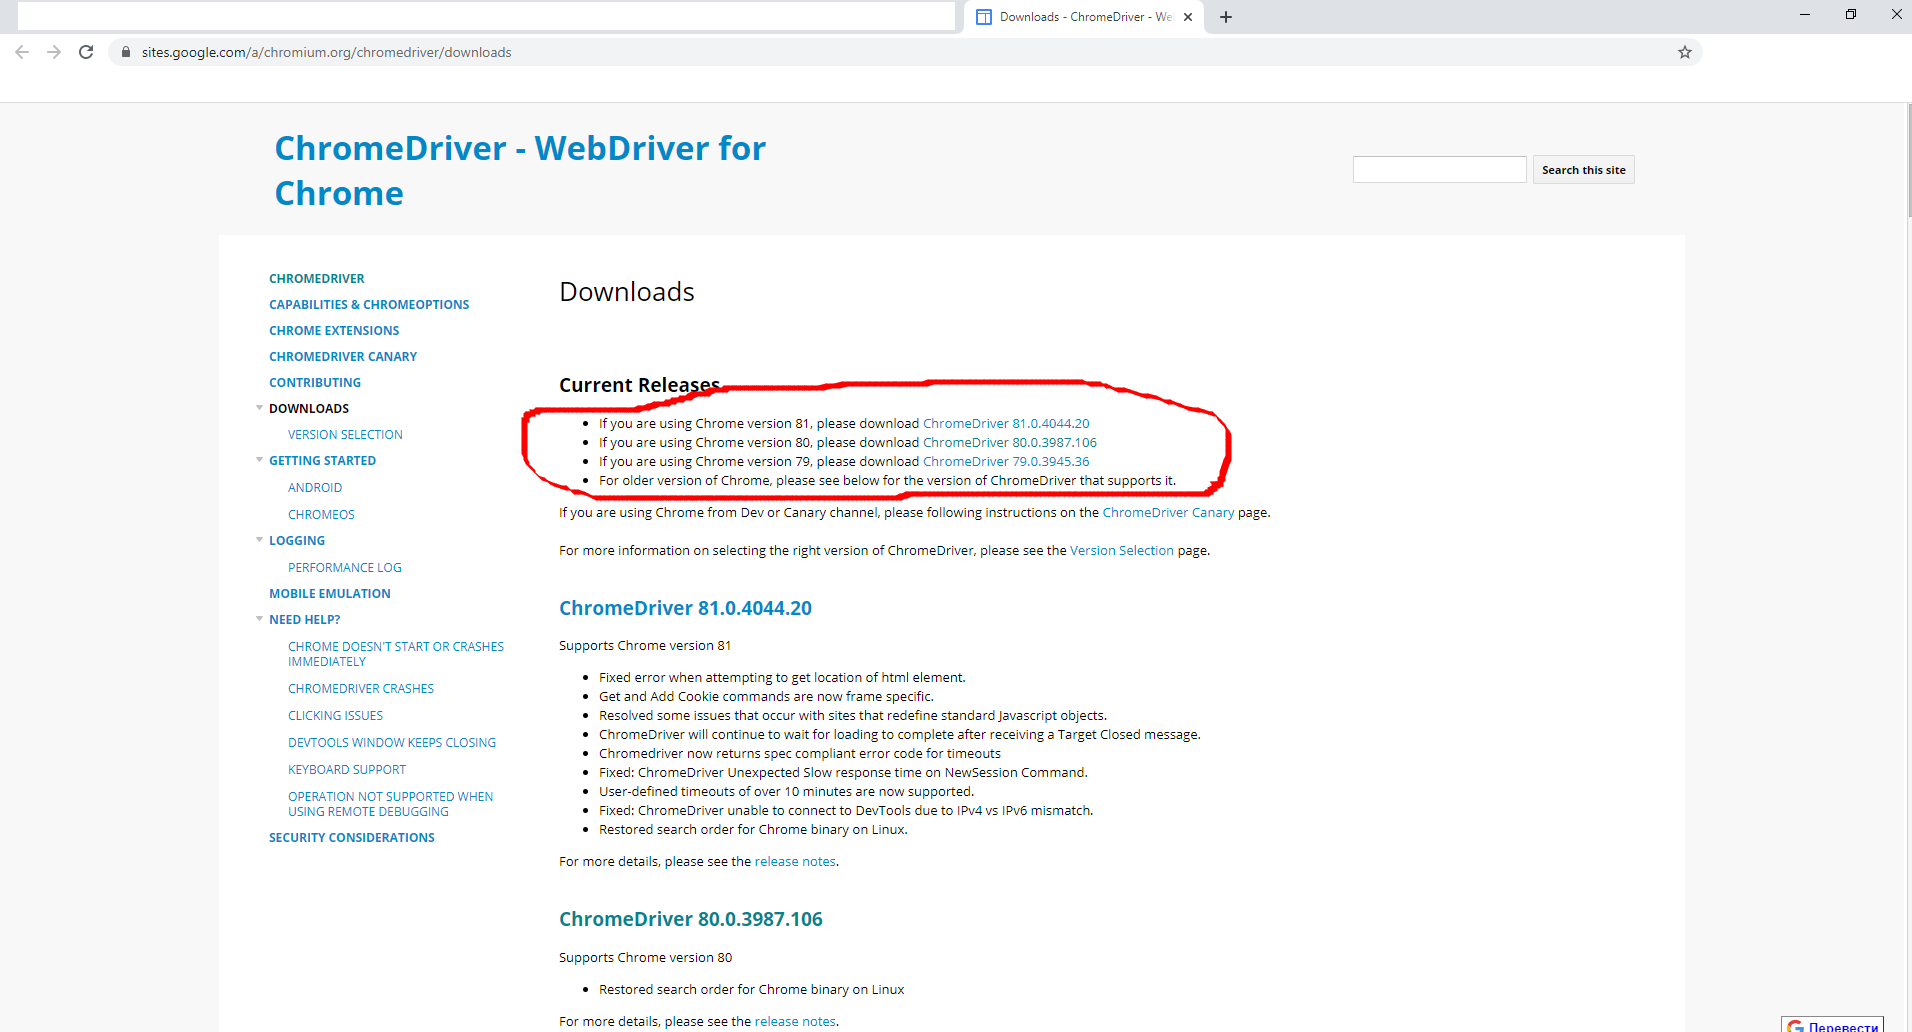 Downloads - ChromeDriver - We
sites.google.com/a/chromium.org/chromedriver/downloads
ChromeDriver - WebDriver for
Chrome
Search this site
CHROMEDRIVER
CAPABILITIES & CHROMEOPTIONS
CHROME EXTENSIONS
CHROMEDRIVER CANARY
CONTRIBUTING
DOWNLOADS
VERSION SELECTION
GETTING STARTED
ANDROID
CHROMEOS
LOGGING
PERFORMANCE LOG
MOBILE EMULATION
NEED HELP?
CHROME DOESN'T START OR CRASHES
IMMEDIATELY
CHROMEDRIVER CRASHES
CLICKING ISSUES
DEVTOOLS WINDOW KEEPS CLOSING
KEYBOARD SUPPORT
OPERATION NOT SUPPORTED WHEN
USING REMOTE DEBUGGING
SECURITY CONSIDERATIONS
Downloads
Current Releases
If you are using Chrome version 81, please download ChromeDriver 81.0.4044.20
If you are using Chrome version 80, please download ChromeDriver 80.0.3987.106
If you are using Chrome version 79, please download ChromeDriver 79.0.3945.36
For older version of Chrome, please see below for the version of ChromeDriver that supports it.
If you are using Chrome from Dev or Canary channel, please following instructions on the ChromeDriver Canary page.
For more information on selecting the right version of ChromeDriver, please see the Version Selection page.
ChromeDriver 81.0.4044.20
Supports Chrome version 81
Fixed error when attempting to get location of html element.
Get and Add Cookie commands are now frame specific.
Resolved some issues that occur with sites that redefine standard Javascript objects.
ChromeDriver will continue to wait for loading to complete after receiving a Target Closed message.
Chromedriver now returns spec compliant error code for timeouts
Fixed: ChromeDriver Unexpected Slow response time on NewSession Command.
User-defined timeouts of over 10 minutes are now supported.
Fixed: ChromeDriver unable to connect to DevTools due to IPv4 vs IPv6 mismatch.
Restored search order for Chrome binary on Linux.
For more details, please see the release notes.
ChromeDriver 80.0.3987.106
Supports Chrome version 80
Restored search order for Chrome binary on Linux
For more details, please see the release notes.
Перевести